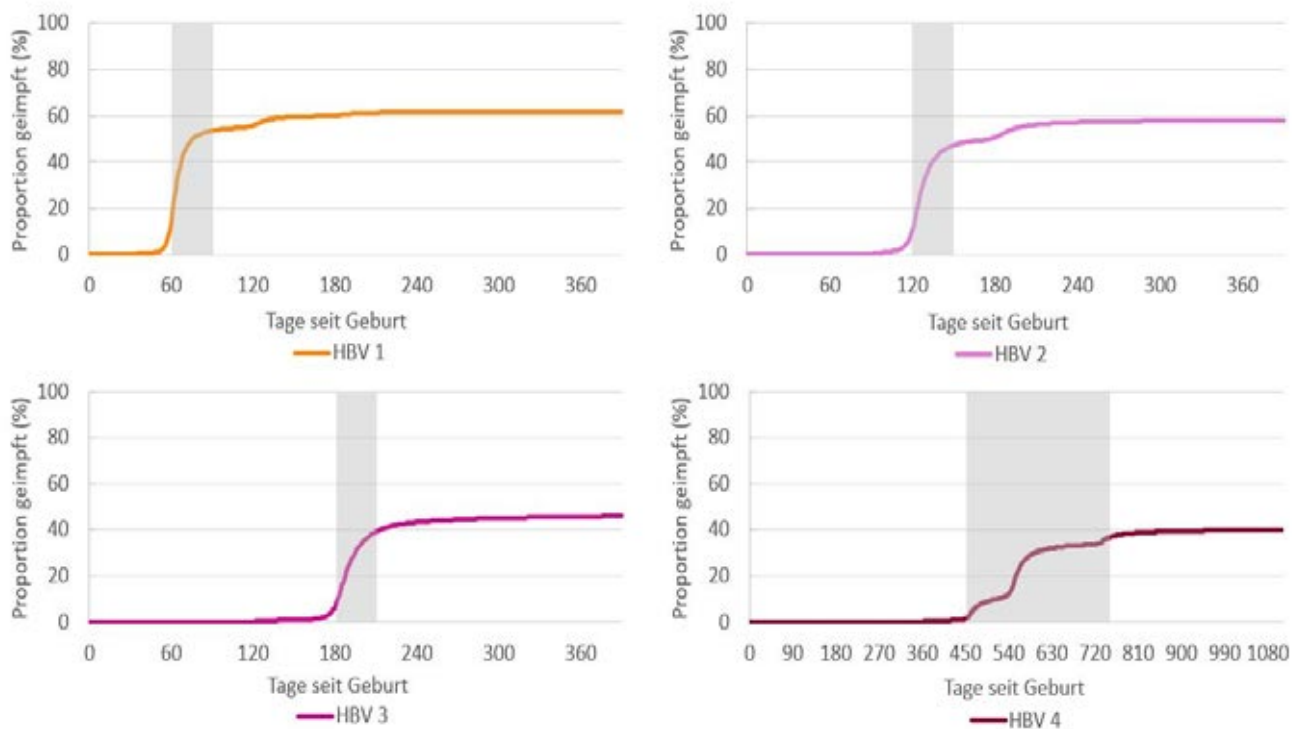 Proportion geimpft (%)
100
80
60
40
20
0
0 60 120 180 240 300 360
Tage seit Geburt
HBV 1
Proportion geimpft (%)
100
80
60
40
20
0
0 60 120 180 240 300 360
Tage seit Geburt
HBV 2
Proportion geimpft (%)
100
80
60
40
20
0
0 60 120 180 240 300 360
Tage seit Geburt
HBV 3
Proportion geimpft (%)
100
80
60
40
20
0
0 90 180 270 360 450 540 630 720 810 900 990 1080
Tage seit Geburt
HBV 4